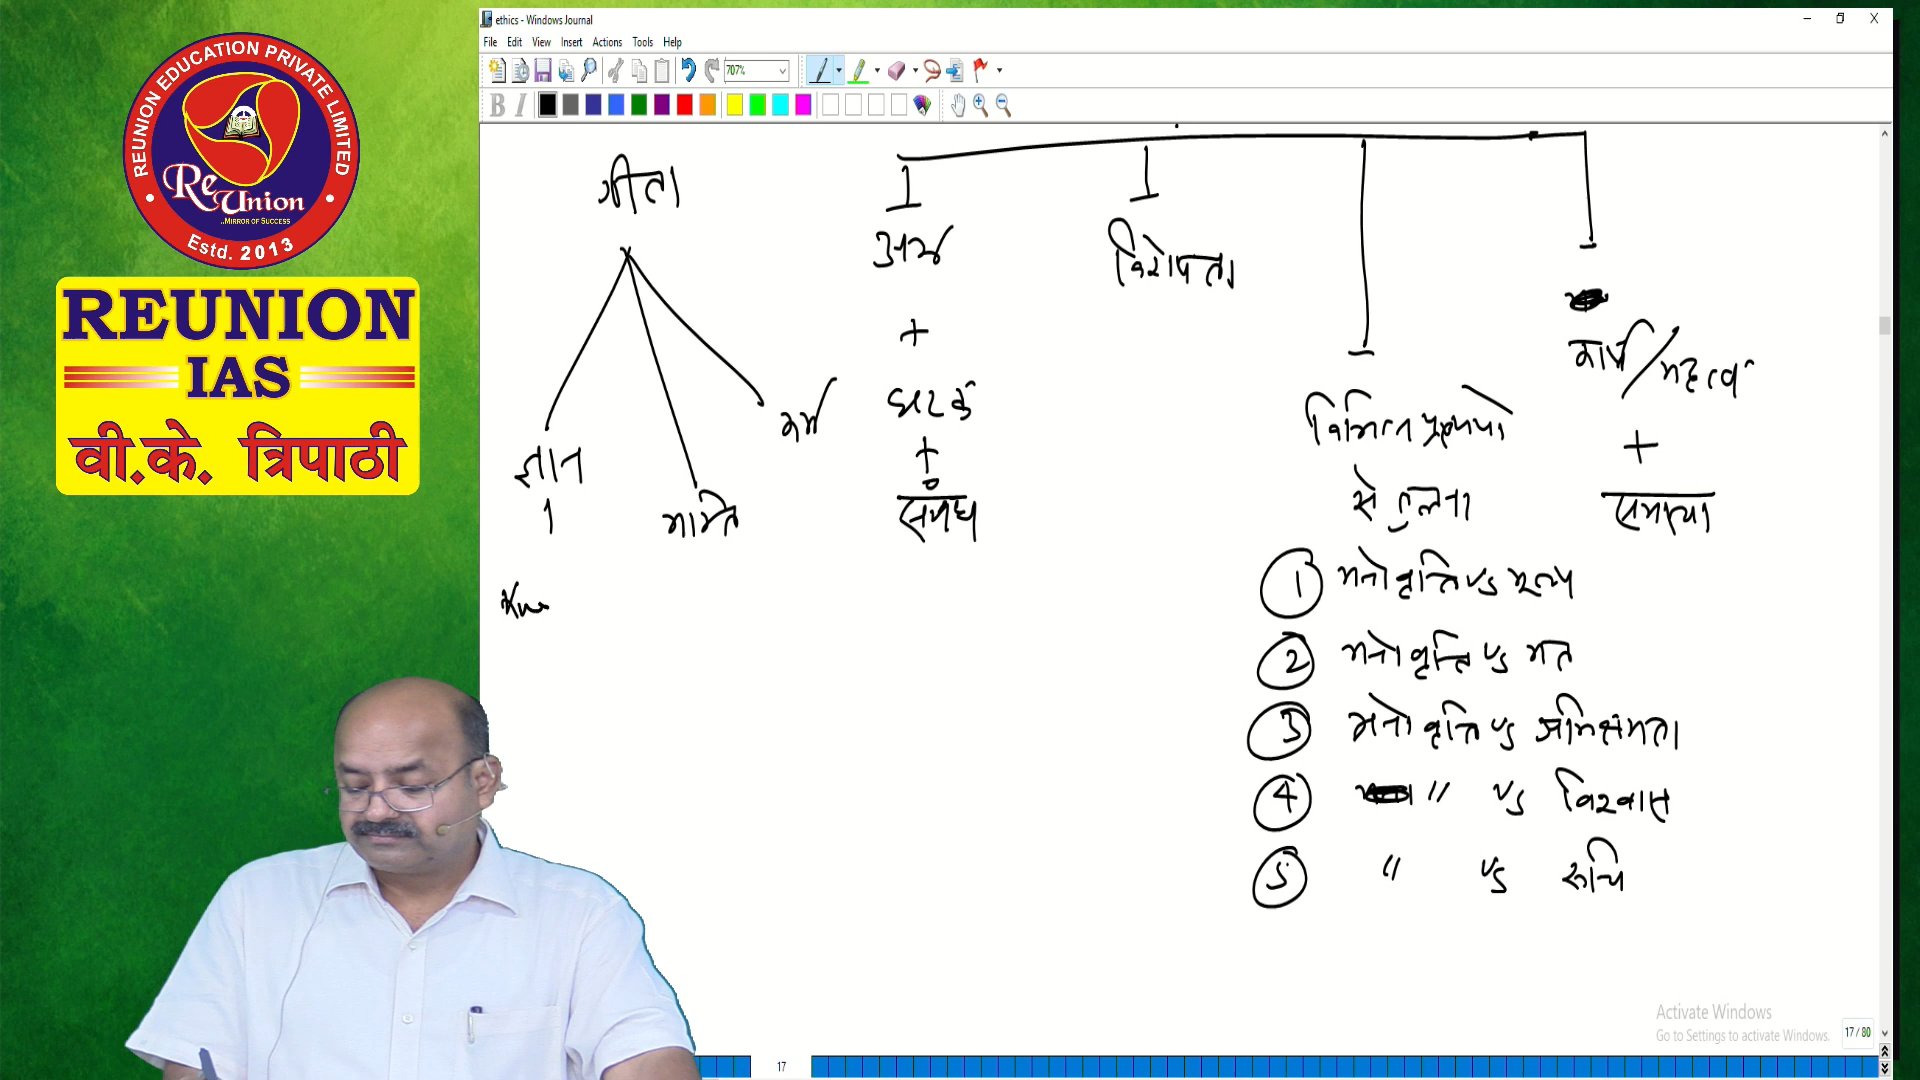 REUNION EDUCATION PRIVATE LIMITED
ReUnion
..MIRROR OF SUCCESS
Estd. 2013
REUNION
IAS
वी.के. त्रिपाठी
ethics - Windows Journal
File Edit View Insert Actions Tools Help
707%
B I
गीता
ज्ञान
1
भक्ति
कर्म
अर्थ
+
घटक
+
संबंध
विशेषता
विभिन्न प्रत्ययो
से तुलना
कार्य/महत्व
+
समस्या
1 मनोवृत्ति vs मूल्य
2 मनोवृत्ति vs मत
3 मनोवृत्ति vs अभिक्षमता
4 " vs विश्वास
5 " vs रूचि
Activate Windows
Go to Settings to activate Windows.
17 / 80
17